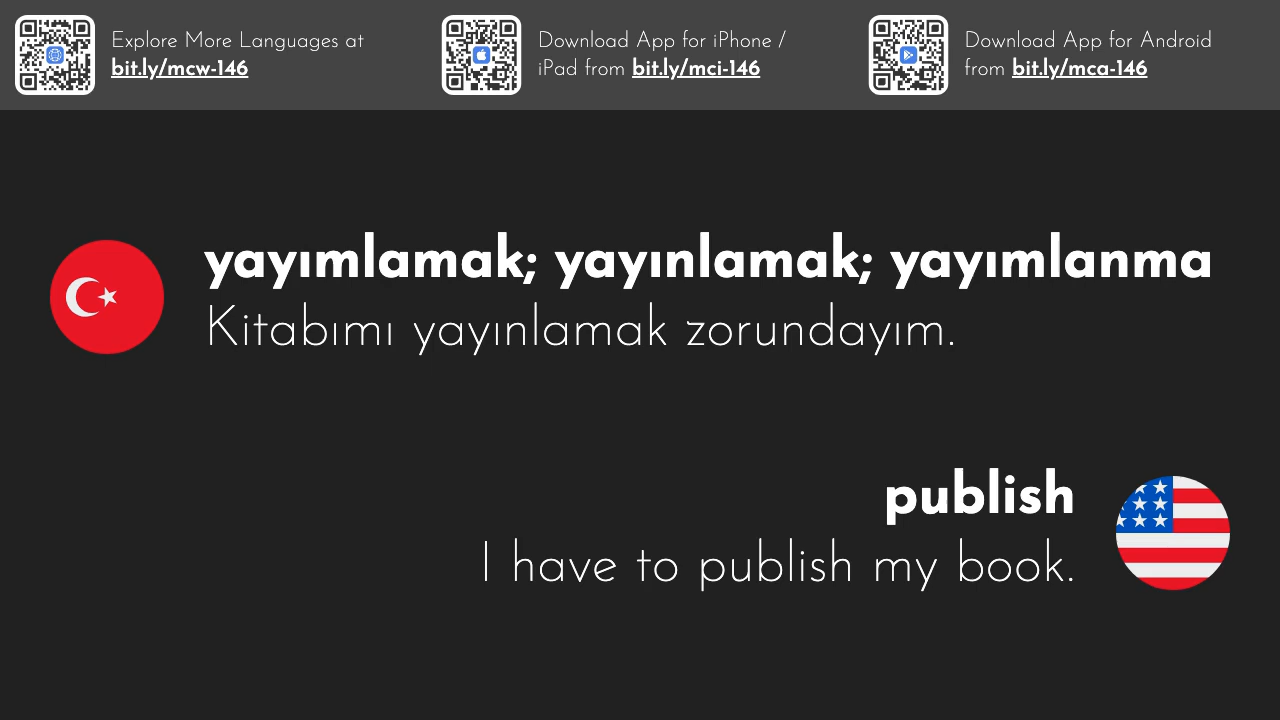 Explore More Languages at
bit.ly/mcw-146
Download App for iPhone /
iPad from bit.ly/mci-146
Download App for Android
from bit.ly/mca-146
yayımlamak; yayınlamak; yayımlanma
Kitabımı yayınlamak zorundayım.
publish
I have to publish my book.